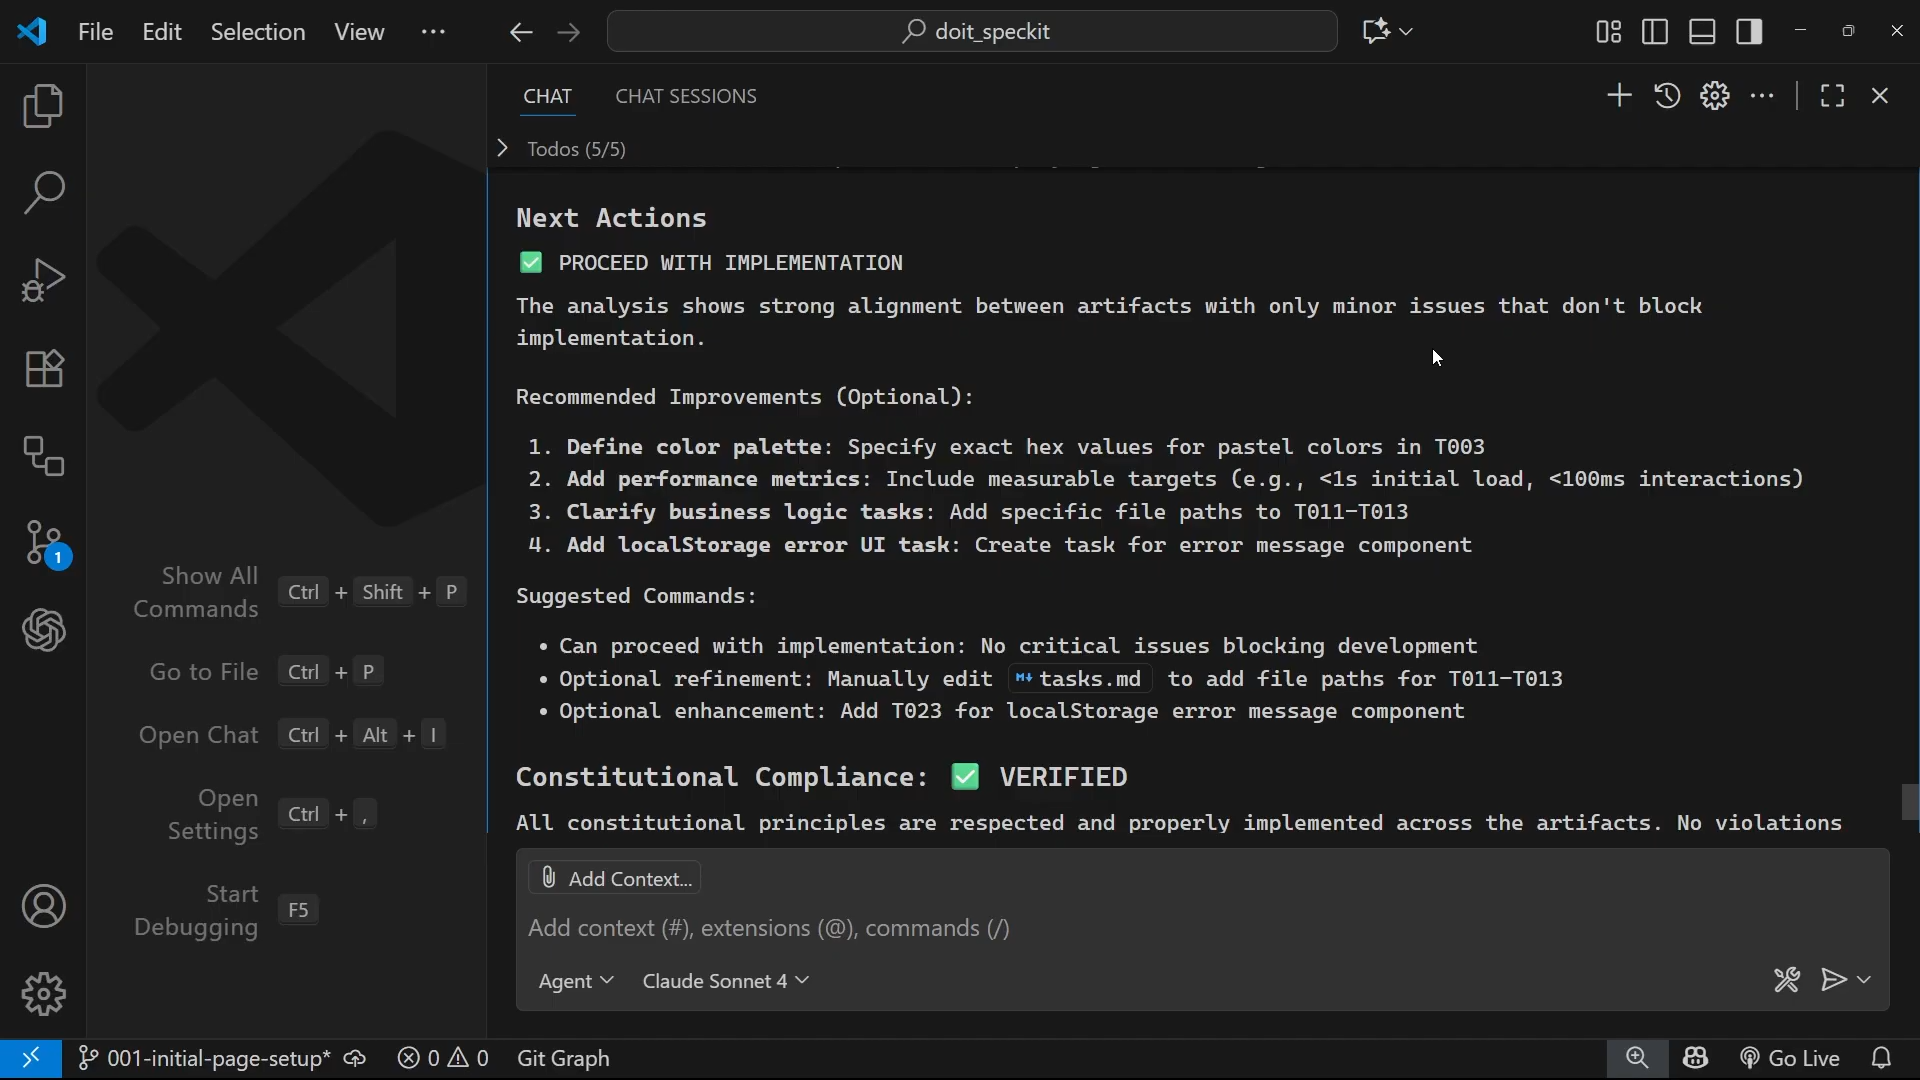 File Edit Selection View ···
doit_speckit
CHAT CHAT SESSIONS
Todos (5/5)
Next Actions
✅ PROCEED WITH IMPLEMENTATION
The analysis shows strong alignment between artifacts with only minor issues that don't block
implementation.
Recommended Improvements (Optional):
1. Define color palette: Specify exact hex values for pastel colors in T003
2. Add performance metrics: Include measurable targets (e.g., <1s initial load, <100ms interactions)
3. Clarify business logic tasks: Add specific file paths to T011-T013
4. Add localStorage error UI task: Create task for error message component
Suggested Commands:
• Can proceed with implementation: No critical issues blocking development
• Optional refinement: Manually edit tasks.md to add file paths for T011-T013
• Optional enhancement: Add T023 for localStorage error message component
Constitutional Compliance: ✅ VERIFIED
All constitutional principles are respected and properly implemented across the artifacts. No violations
Show All
Commands Ctrl + Shift + P
Go to File Ctrl + P
Open Chat Ctrl + Alt + I
Open
Settings Ctrl + ,
Start
Debugging F5
Add Context...
Add context (#), extensions (@), commands (/)
Agent Claude Sonnet 4
1
001-initial-page-setup* 0 0 Git Graph Go Live